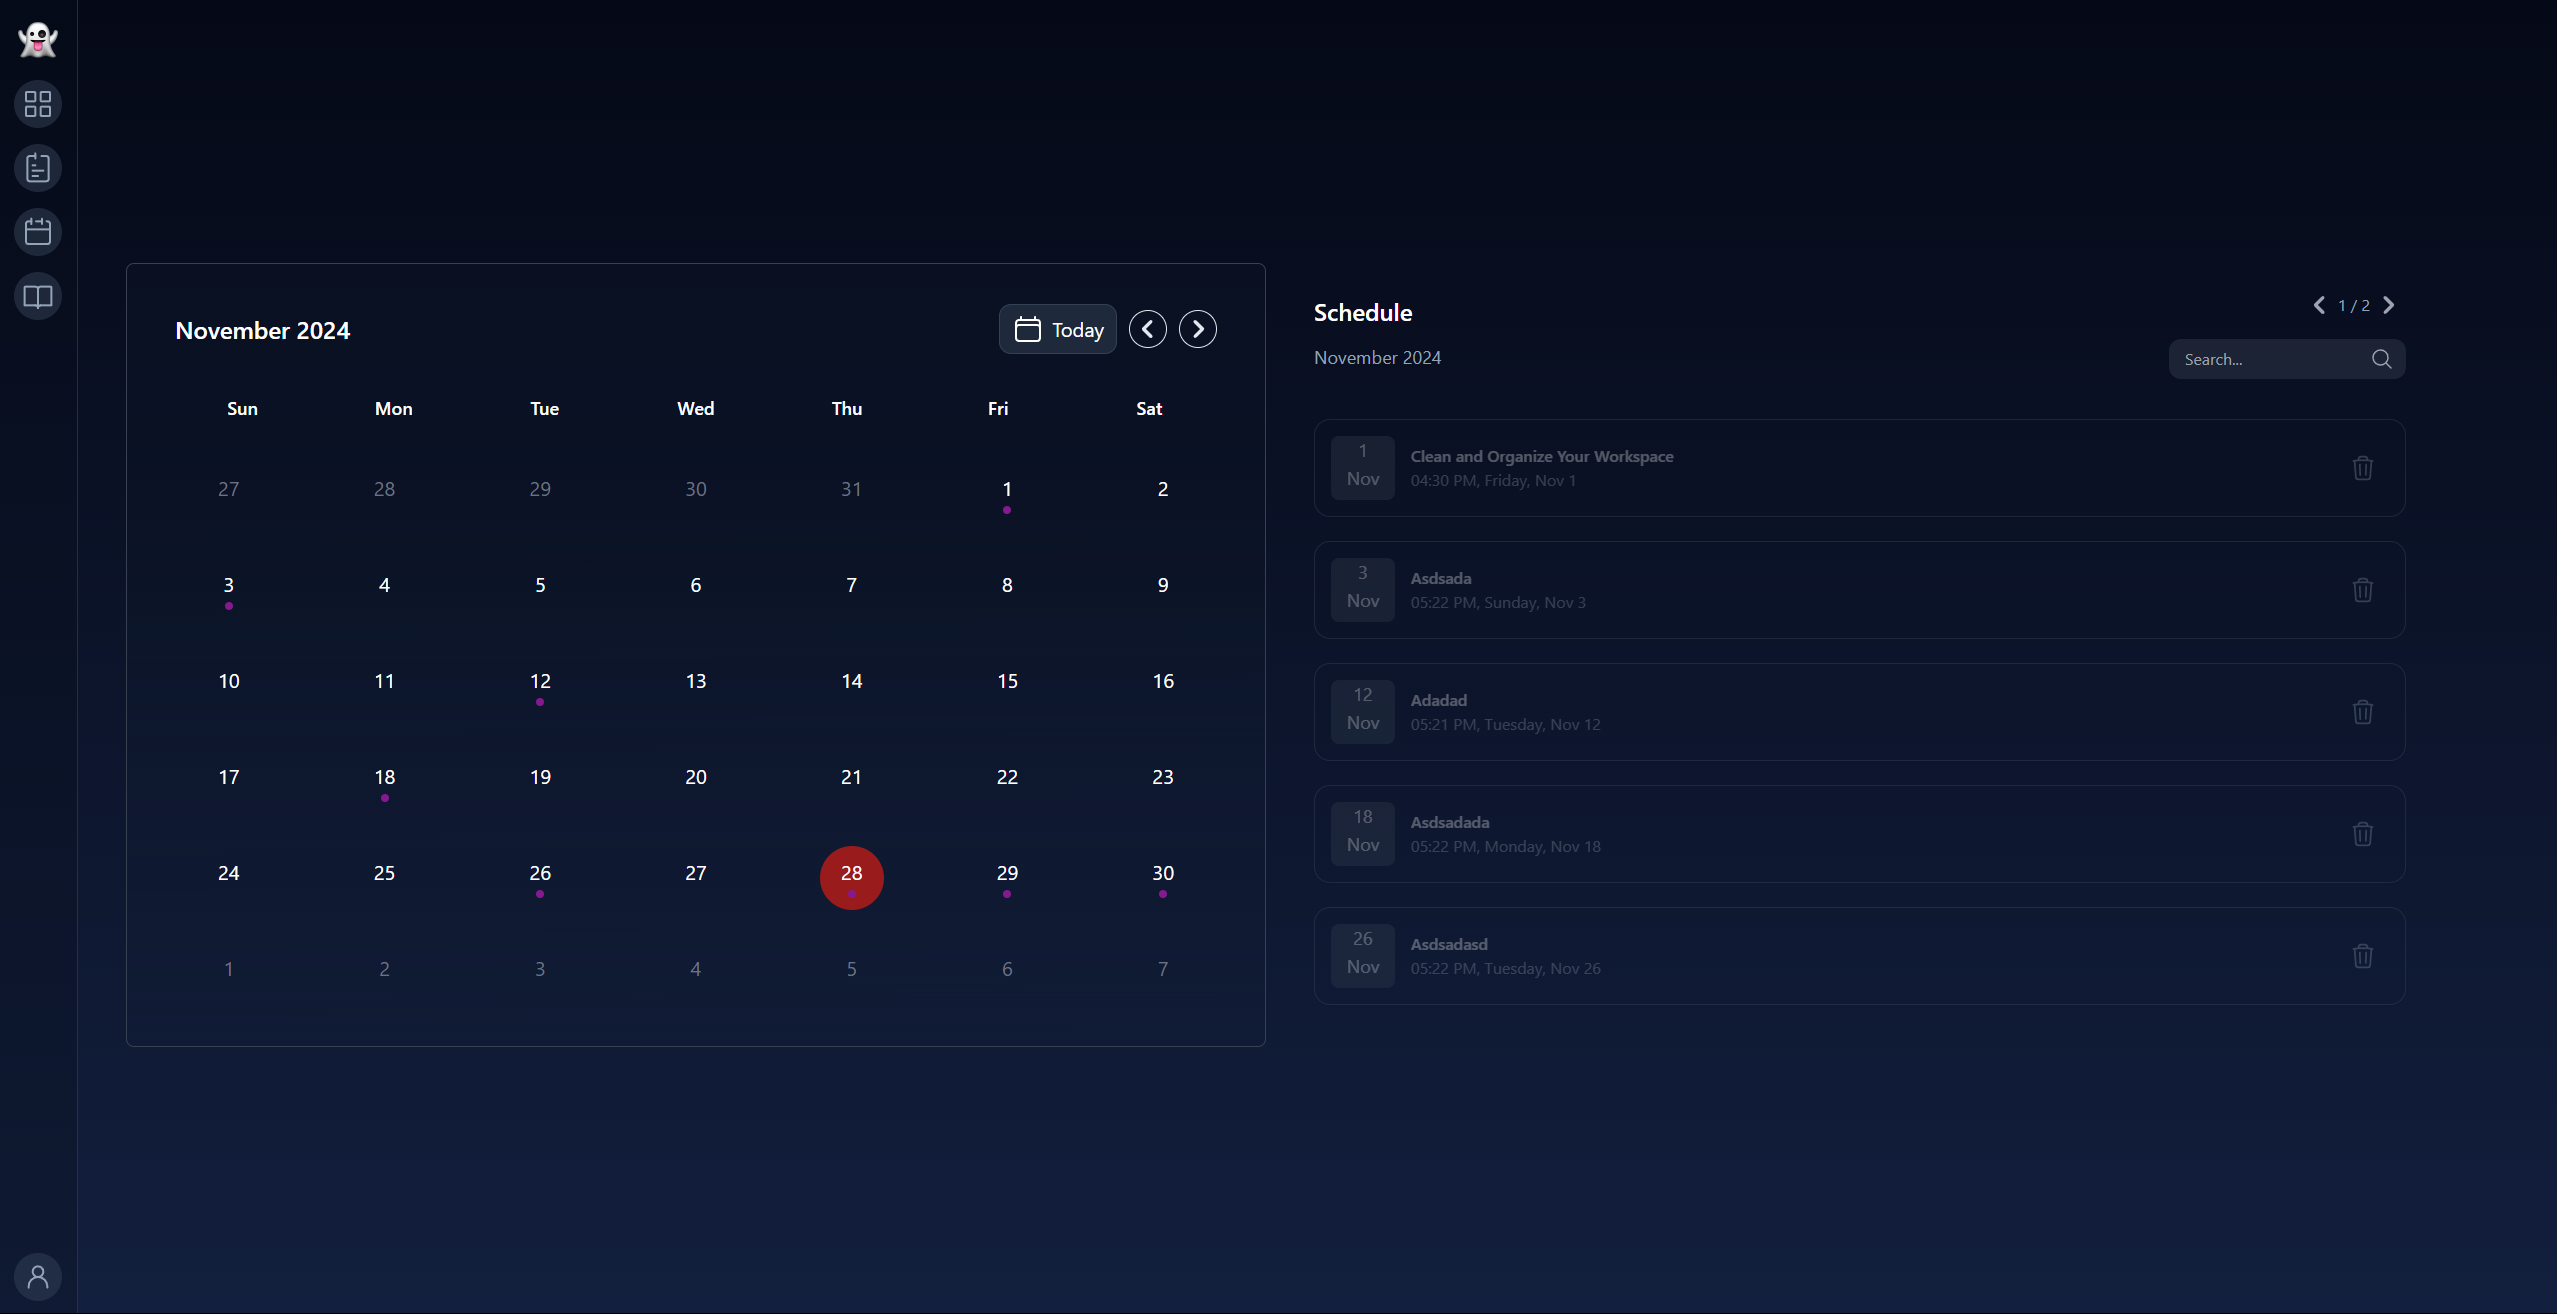 November 2024
Today
Sun Mon Tue Wed Thu Fri Sat
27 28 29 30 31 1 2
3 4 5 6 7 8 9
10 11 12 13 14 15 16
17 18 19 20 21 22 23
24 25 26 27 28 29 30
1 2 3 4 5 6 7
Schedule
1 / 2
November 2024
Search...
1
Nov
Clean and Organize Your Workspace
04:30 PM, Friday, Nov 1
3
Nov
Asdsada
05:22 PM, Sunday, Nov 3
12
Nov
Adadad
05:21 PM, Tuesday, Nov 12
18
Nov
Asdsadada
05:22 PM, Monday, Nov 18
26
Nov
Asdsadasd
05:22 PM, Tuesday, Nov 26